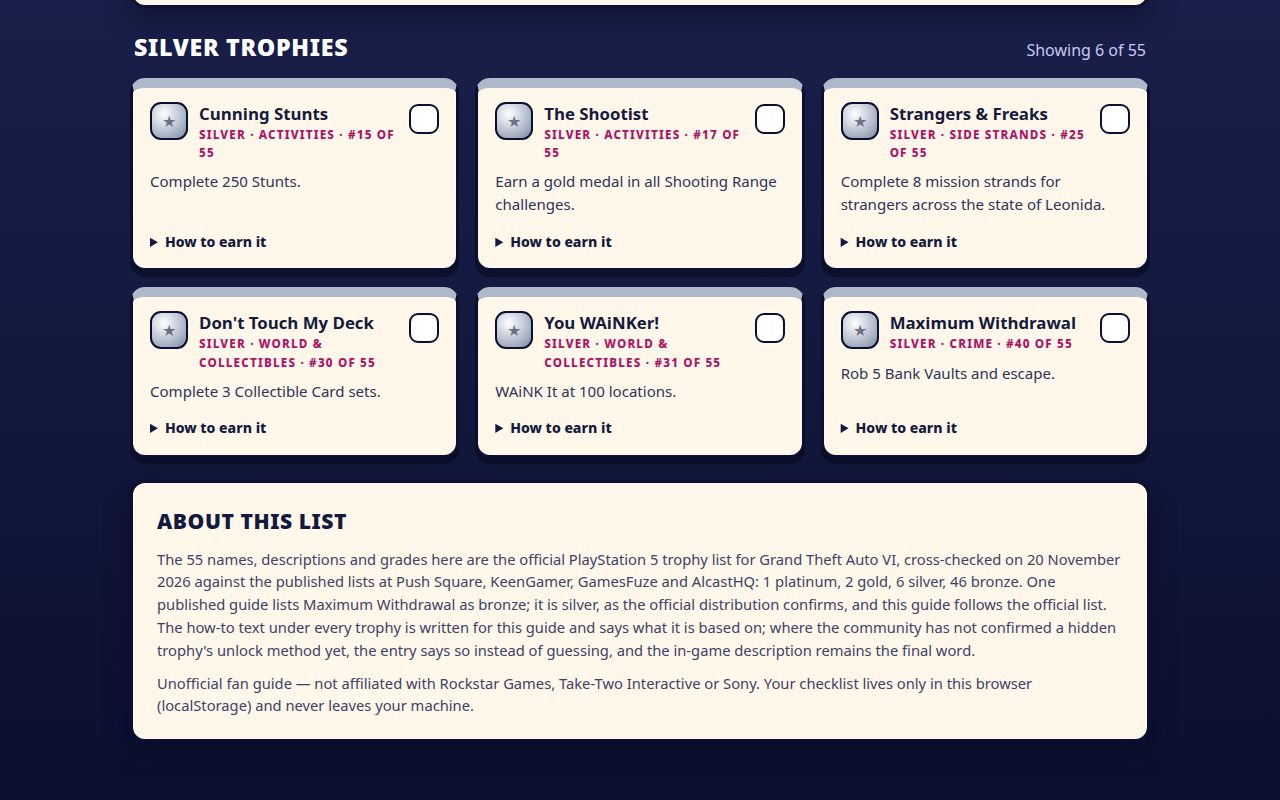 SILVER TROPHIES
Showing 6 of 55
Cunning Stunts
SILVER · ACTIVITIES · #15 OF
55
Complete 250 Stunts.
How to earn it
The Shootist
SILVER · ACTIVITIES · #17 OF
55
Earn a gold medal in all Shooting Range
challenges.
How to earn it
Strangers & Freaks
SILVER · SIDE STRANDS · #25
OF 55
Complete 8 mission strands for
strangers across the state of Leonida.
How to earn it
Don't Touch My Deck
SILVER · WORLD &
COLLECTIBLES · #30 OF 55
Complete 3 Collectible Card sets.
How to earn it
You WAiNKer!
SILVER · WORLD &
COLLECTIBLES · #31 OF 55
WAiNK It at 100 locations.
How to earn it
Maximum Withdrawal
SILVER · CRIME · #40 OF 55
Rob 5 Bank Vaults and escape.
How to earn it
ABOUT THIS LIST
The 55 names, descriptions and grades here are the official PlayStation 5 trophy list for Grand Theft Auto VI, cross-checked on 20 November
2026 against the published lists at Push Square, KeenGamer, GamesFuze and AlcastHQ: 1 platinum, 2 gold, 6 silver, 46 bronze. One
published guide lists Maximum Withdrawal as bronze; it is silver, as the official distribution confirms, and this guide follows the official list.
The how-to text under every trophy is written for this guide and says what it is based on; where the community has not confirmed a hidden
trophy's unlock method yet, the entry says so instead of guessing, and the in-game description remains the final word.
Unofficial fan guide — not affiliated with Rockstar Games, Take-Two Interactive or Sony. Your checklist lives only in this browser
(localStorage) and never leaves your machine.